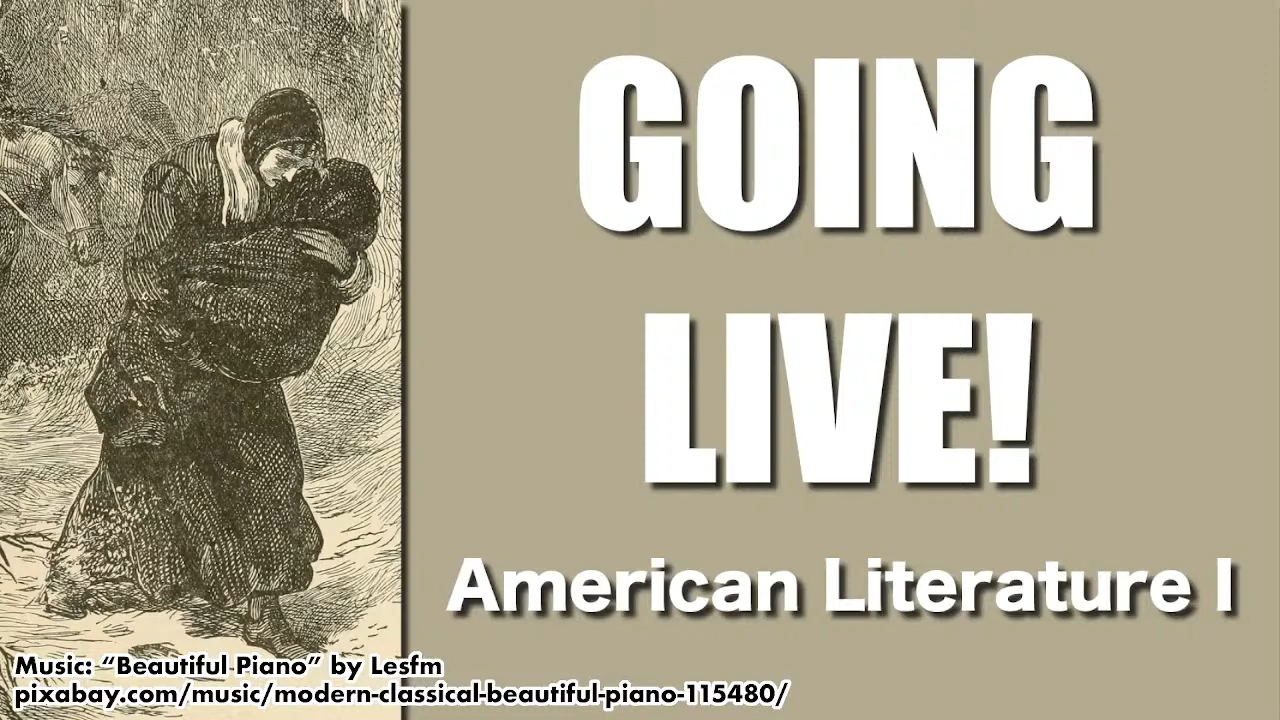 GOING
LIVE!
American Literature I
Music: “Beautiful Piano” by Lesfm
pixabay.com/music/modern-classical-beautiful-piano-115480/